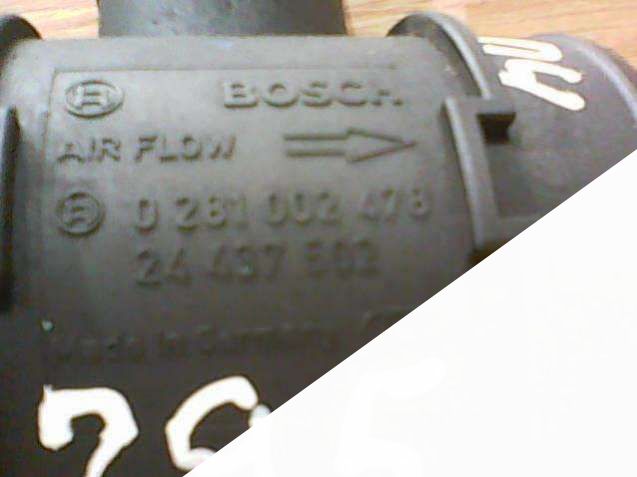 BOSCH
AIR FLOW
0 281 002 478
24 437 502
Made in Germany